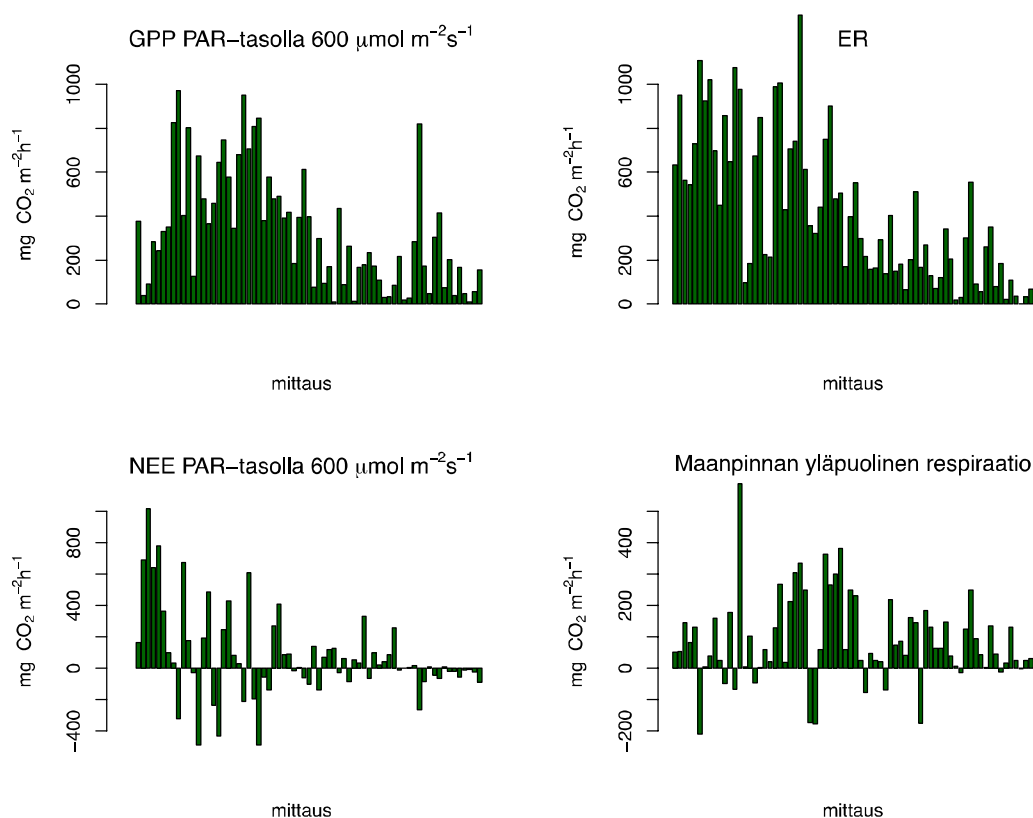 GPP PAR−tasolla 600 μmol m⁻²s⁻¹
mg CO₂ m⁻²h⁻¹
0
200
600
1000
mittaus
ER
mg CO₂ m⁻²h⁻¹
0
200
600
1000
mittaus
NEE PAR−tasolla 600 μmol m⁻²s⁻¹
mg CO₂ m⁻²h⁻¹
−400
0
400
800
mittaus
Maanpinnan yläpuolinen respiraatio
mg CO₂ m⁻²h⁻¹
−200
0
200
400
mittaus